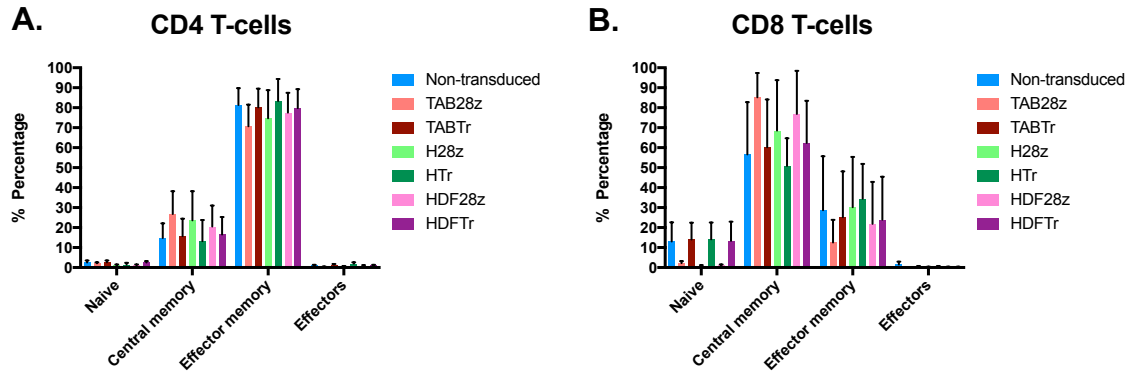 A.
CD4 T-cells
% Percentage
100
90
80
70
60
50
40
30
20
10
0
Naive
Central memory
Effector memory
Effectors
Non-transduced
TAB28z
TABTr
H28z
HTr
HDF28z
HDFTr
B.
CD8 T-cells
% Percentage
100
90
80
70
60
50
40
30
20
10
0
Naive
Central memory
Effector memory
Effectors
Non-transduced
TAB28z
TABTr
H28z
HTr
HDF28z
HDFTr